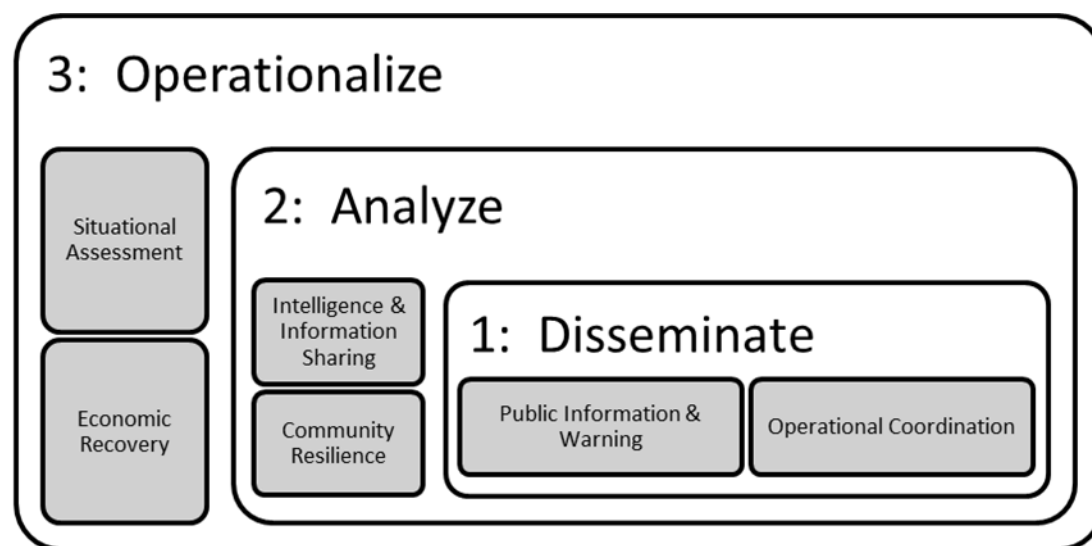 3: Operationalize
Situational
Assessment
Economic
Recovery
2: Analyze
Intelligence &
Information
Sharing
Community
Resilience
1: Disseminate
Public Information &
Warning
Operational Coordination